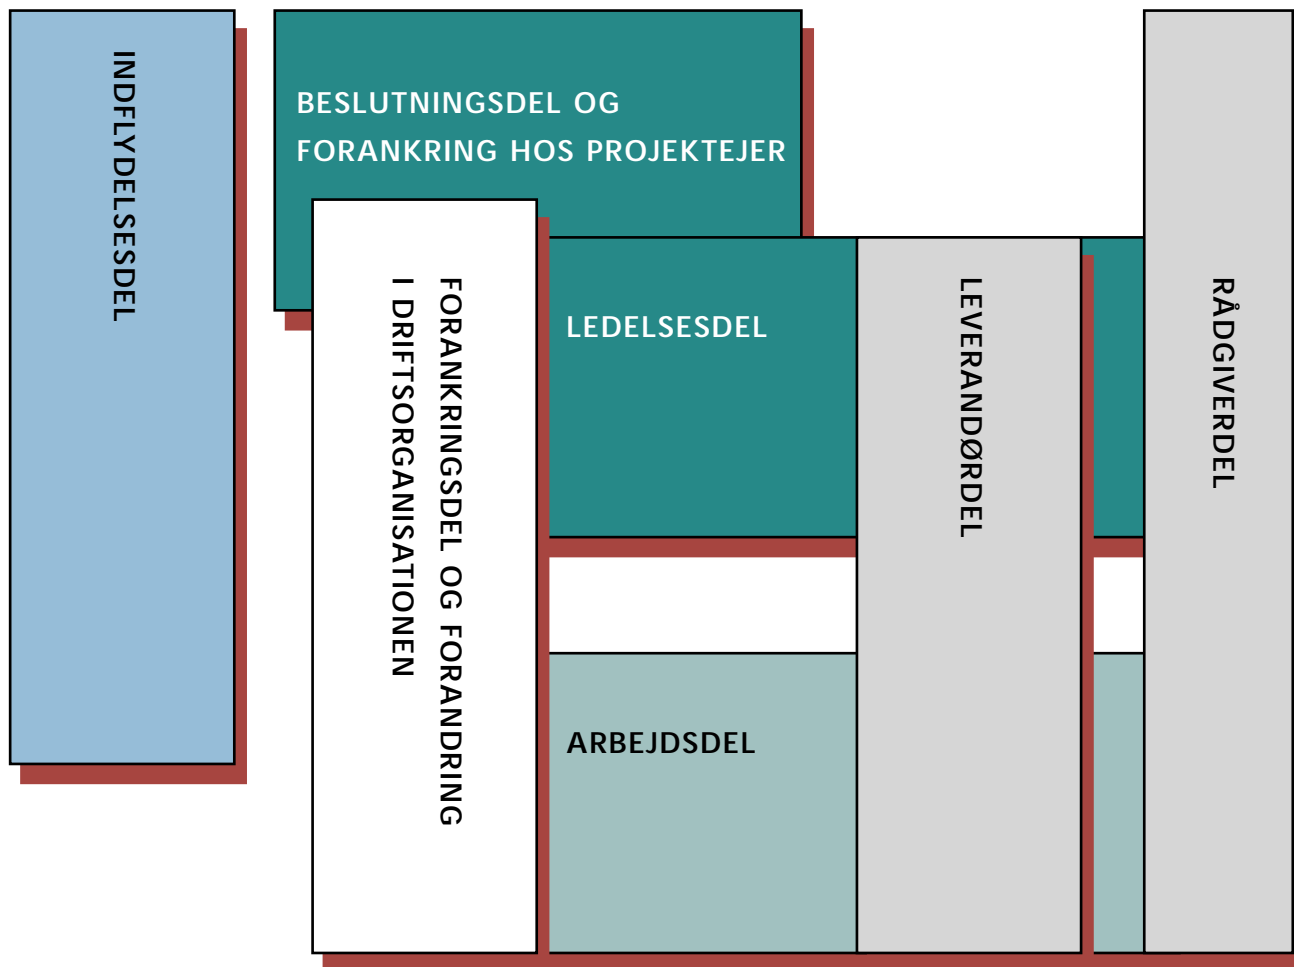 INDFLYDELSESDEL
BESLUTNINGSDEL OG
FORANKRING HOS PROJEKTEJER
FORANKRINGSDEL OG FORANDRING
I DRIFTSORGANISATIONEN
LEDELSESDEL
ARBEJDSDEL
LEVERANDØRDEL
RÅDGIVERDEL